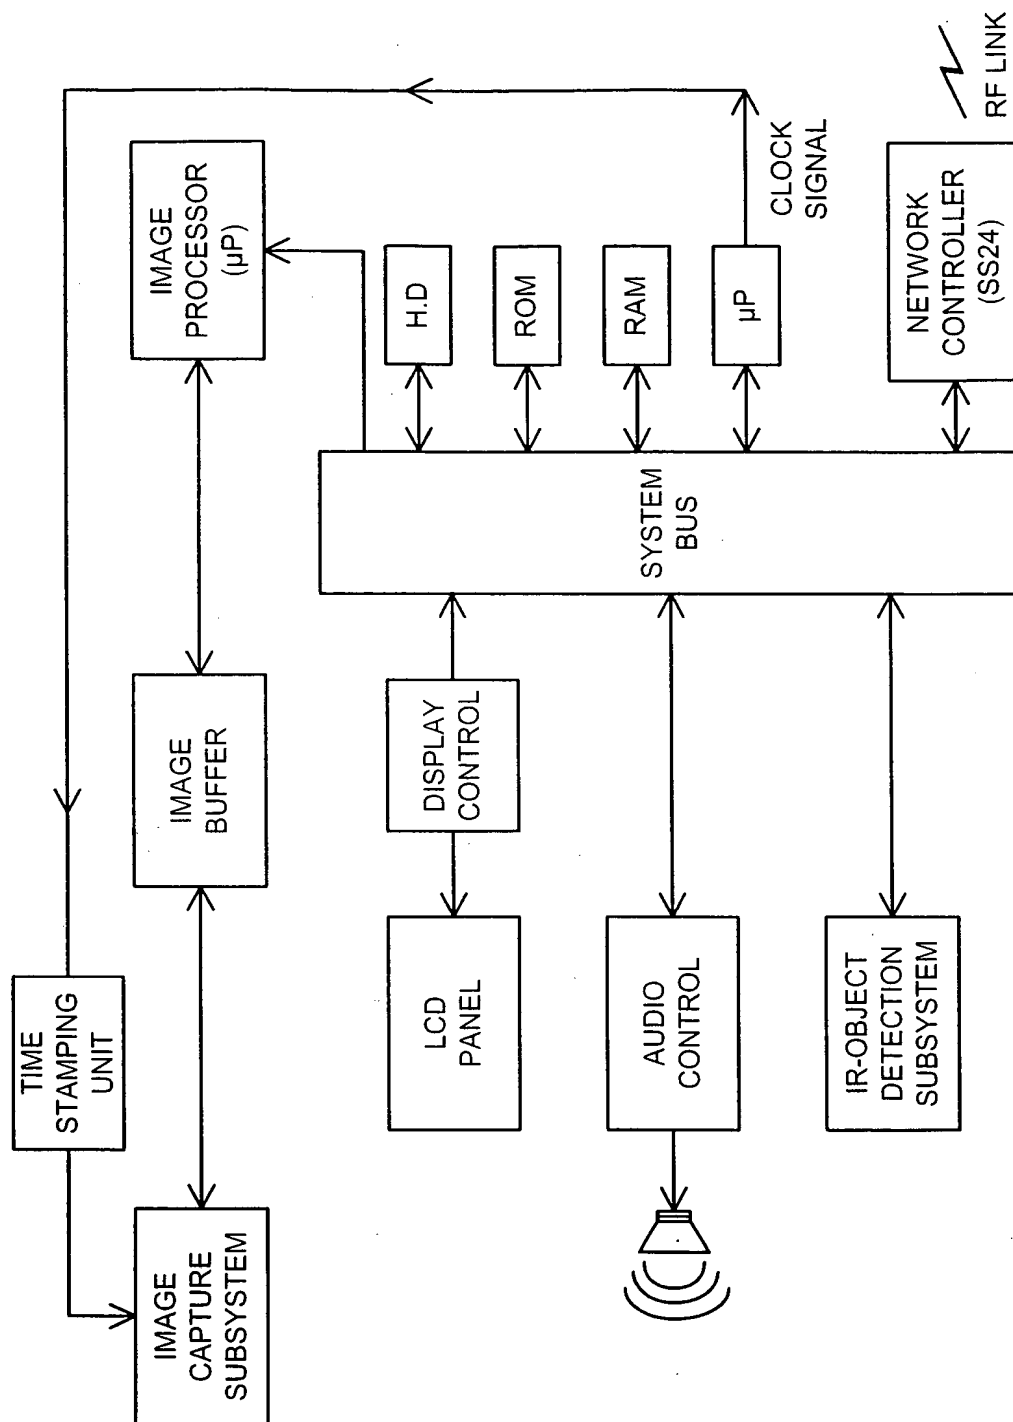 TIME
STAMPING
UNIT
IMAGE
CAPTURE
SUBSYSTEM
IMAGE
BUFFER
IMAGE
PROCESSOR
(µP)
LCD
PANEL
DISPLAY
CONTROL
H.D
ROM
RAM
µP
CLOCK
SIGNAL
SYSTEM
BUS
AUDIO
CONTROL
IR-OBJECT
DETECTION
SUBSYSTEM
NETWORK
CONTROLLER
(SS24)
RF LINK